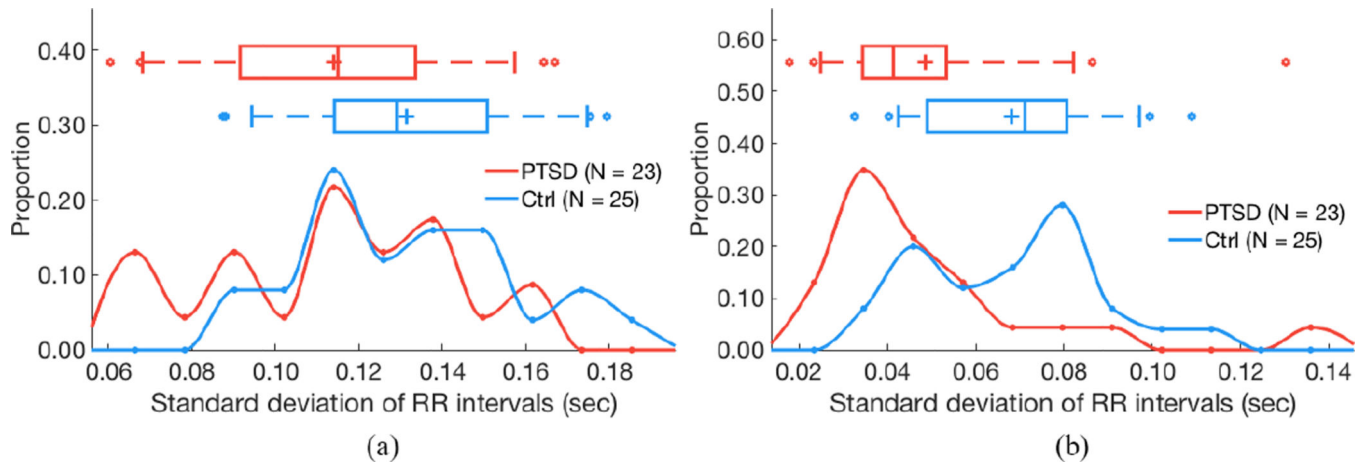 Proportion
0.40
0.30
0.20
0.10
0.00
PTSD (N = 23)
Ctrl (N = 25)
0.06 0.08 0.10 0.12 0.14 0.16 0.18
Standard deviation of RR intervals (sec)
(a)
Proportion
0.60
0.50
0.40
0.30
0.20
0.10
0.00
PTSD (N = 23)
Ctrl (N = 25)
0.02 0.04 0.06 0.08 0.10 0.12 0.14
Standard deviation of RR intervals (sec)
(b)